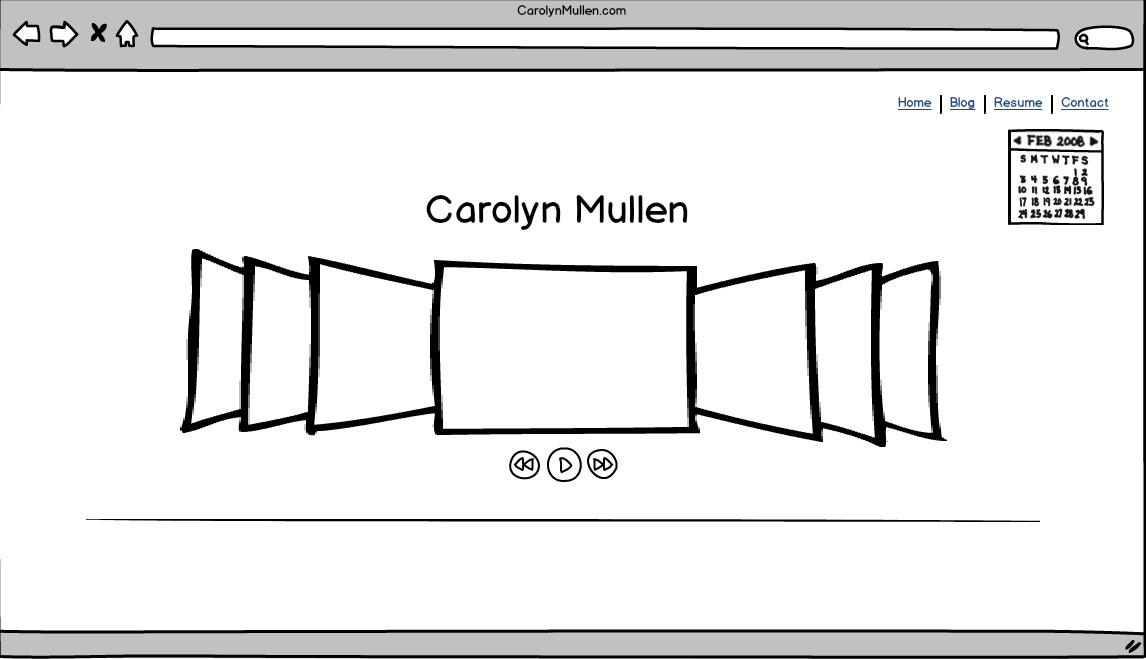 CarolynMullen.com
Home | Blog | Resume | Contact
FEB 2008
S M T W T F S
1 2
3 4 5 6 7 8 9
10 11 12 13 14 15 16
17 18 19 20 21 22 23
24 25 26 27 28 29
Carolyn Mullen